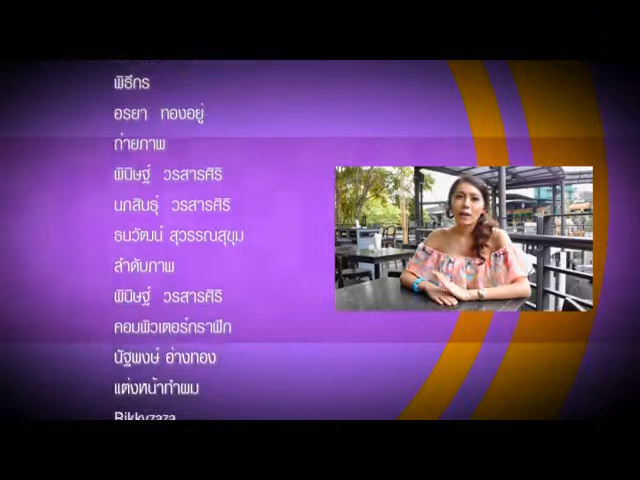 พิธีกร
อรยา ทองอยู่
ถ่ายภาพ
พินิษฐ์ วรสารศิริ
นภสินธุ์ วรสารศิริ
ธนวัฒน์ สุวรรณสุขุม
ลำดับภาพ
พินิษฐ์ วรสารศิริ
คอมพิวเตอร์กราฟิก
นัฐพงษ์ อ่างทอง
แต่งหน้าทำผม
Rikkyzaza